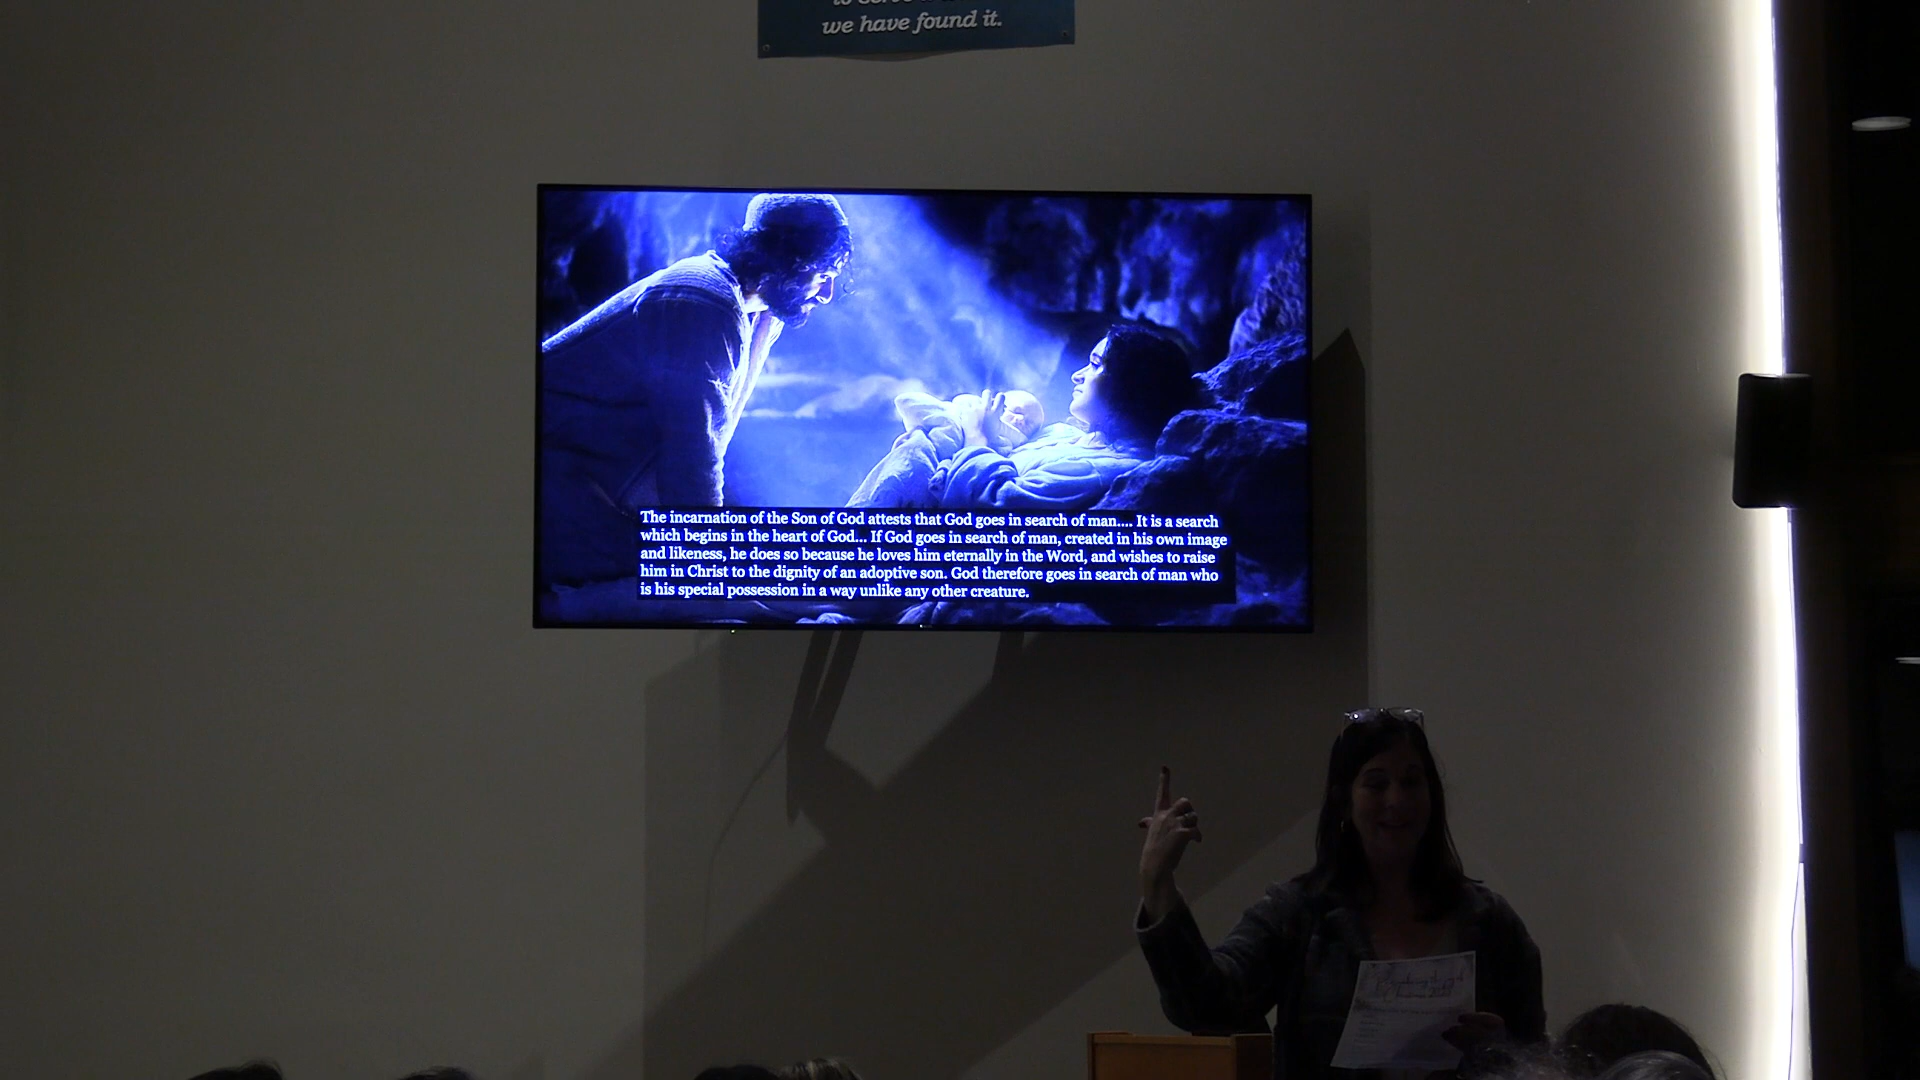 we have found it.
The incarnation of the Son of God attests that God goes in search of man.... It is a search
which begins in the heart of God... If God goes in search of man, created in his own image
and likeness, he does so because he loves him eternally in the Word, and wishes to raise
him in Christ to the dignity of an adoptive son. God therefore goes in search of man who
is his special possession in a way unlike any other creature.